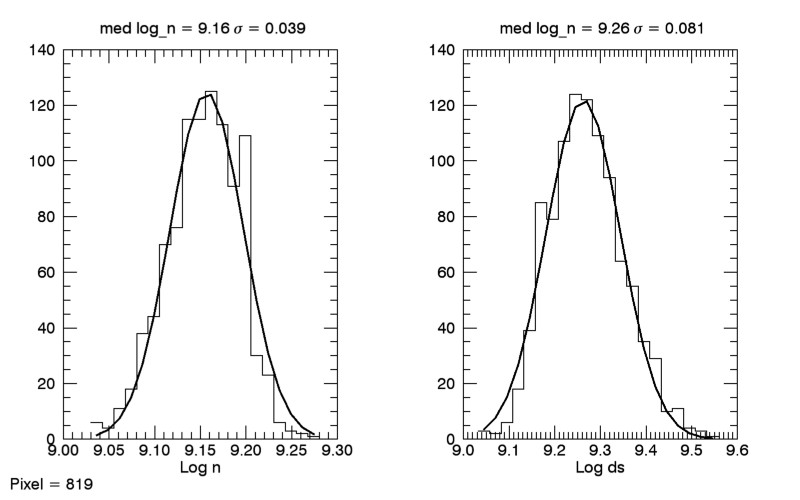 med log_n = 9.16 σ = 0.039
140
120
100
80
60
40
20
0
9.00 9.05 9.10 9.15 9.20 9.25 9.30
Log n
med log_n = 9.26 σ = 0.081
140
120
100
80
60
40
20
0
9.0 9.1 9.2 9.3 9.4 9.5 9.6
Log ds
Pixel = 819